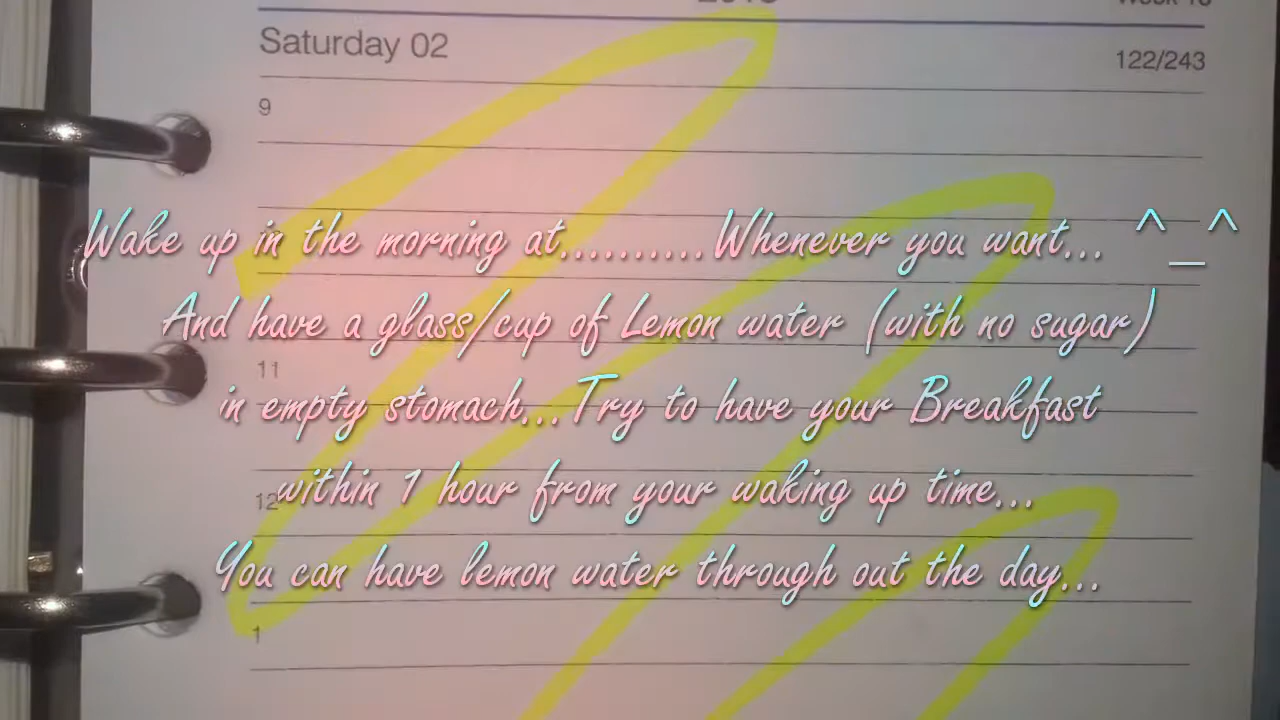 Saturday 02
122/243
9
Wake up in the morning at..........Whenever you want... ^_^
And have a glass/cup of Lemon water (with no sugar)
11
in empty stomach...Try to have your Breakfast
within 1 hour from your waking up time...
12
You can have lemon water through out the day...
1